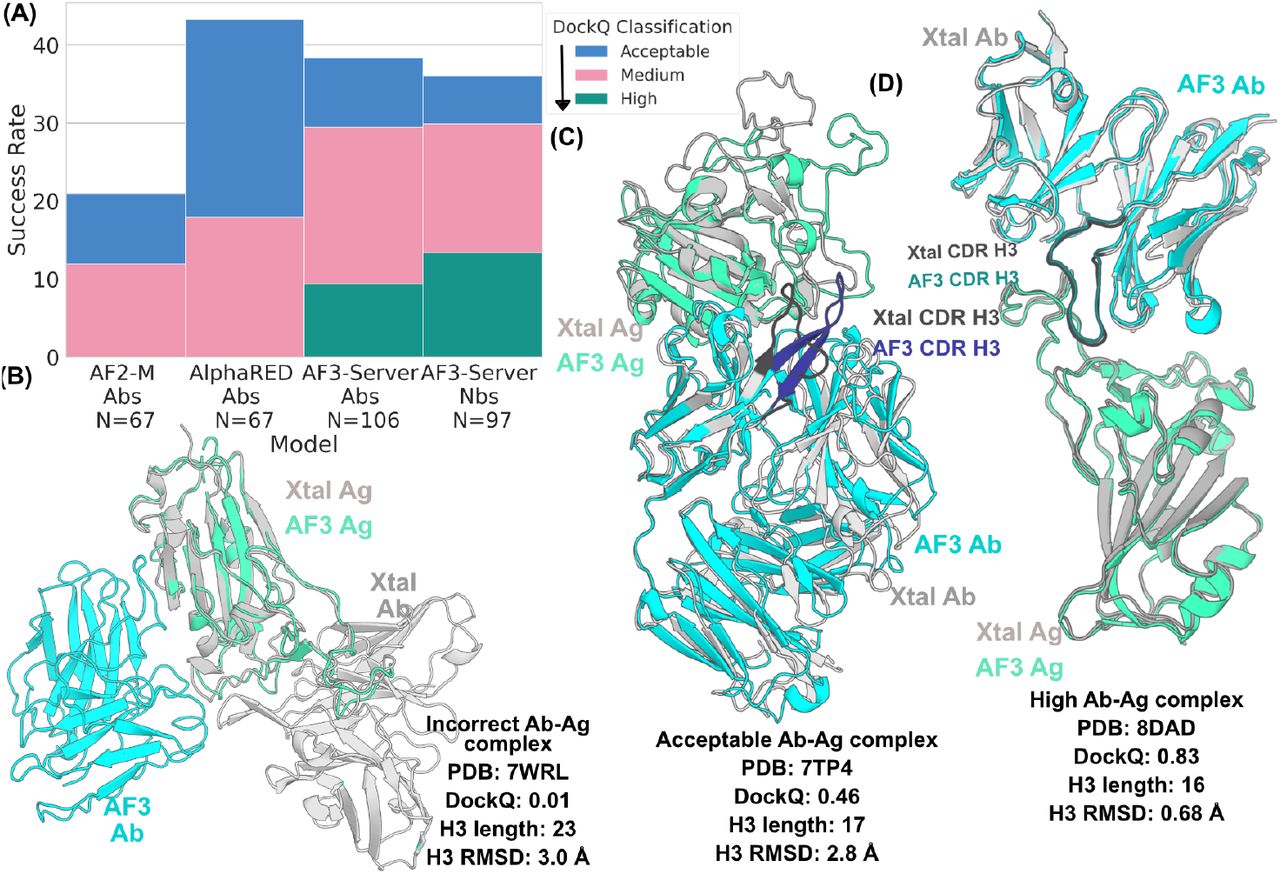 (A)
Success Rate
40
30
20
10
0
DockQ Classification
Acceptable
Medium
High
AF2-M
Abs
N=67
AlphaRED
Abs
N=67
AF3-Server
Abs
N=106
AF3-Server
Nbs
N=97
Model
(B)
Xtal Ag
AF3 Ag
Xtal
Ab
AF3
Ab
Incorrect Ab-Ag
complex
PDB: 7WRL
DockQ: 0.01
H3 length: 23
H3 RMSD: 3.0 Å
(C)
Xtal Ag
AF3 Ag
Xtal CDR H3
AF3 CDR H3
AF3 Ab
Xtal Ab
Acceptable Ab-Ag complex
PDB: 7TP4
DockQ: 0.46
H3 length: 17
H3 RMSD: 2.8 Å
(D)
Xtal Ab
AF3 Ab
Xtal CDR H3
AF3 CDR H3
Xtal Ag
AF3 Ag
High Ab-Ag complex
PDB: 8DAD
DockQ: 0.83
H3 length: 16
H3 RMSD: 0.68 Å